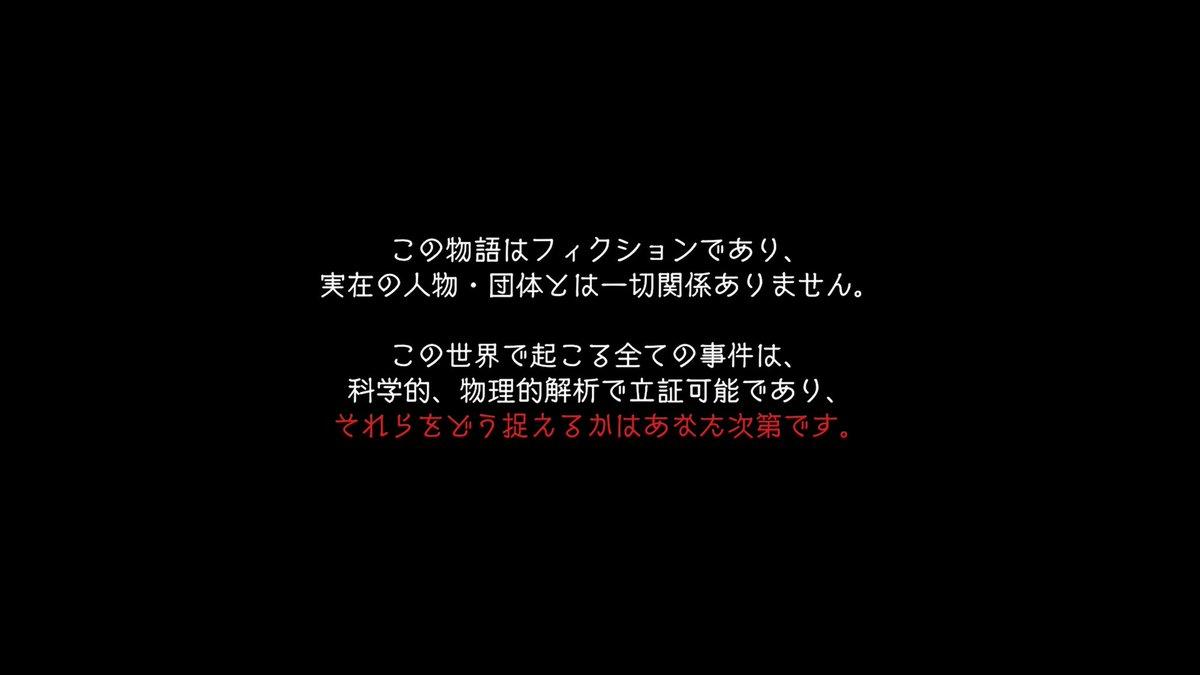 この物語はフィクションであり、
実在の人物・団体とは一切関係ありません。
この世界で起こる全ての事件は、
科学的、物理的解析で立証可能であり、
それらをどう捉えるかはあなた次第です。